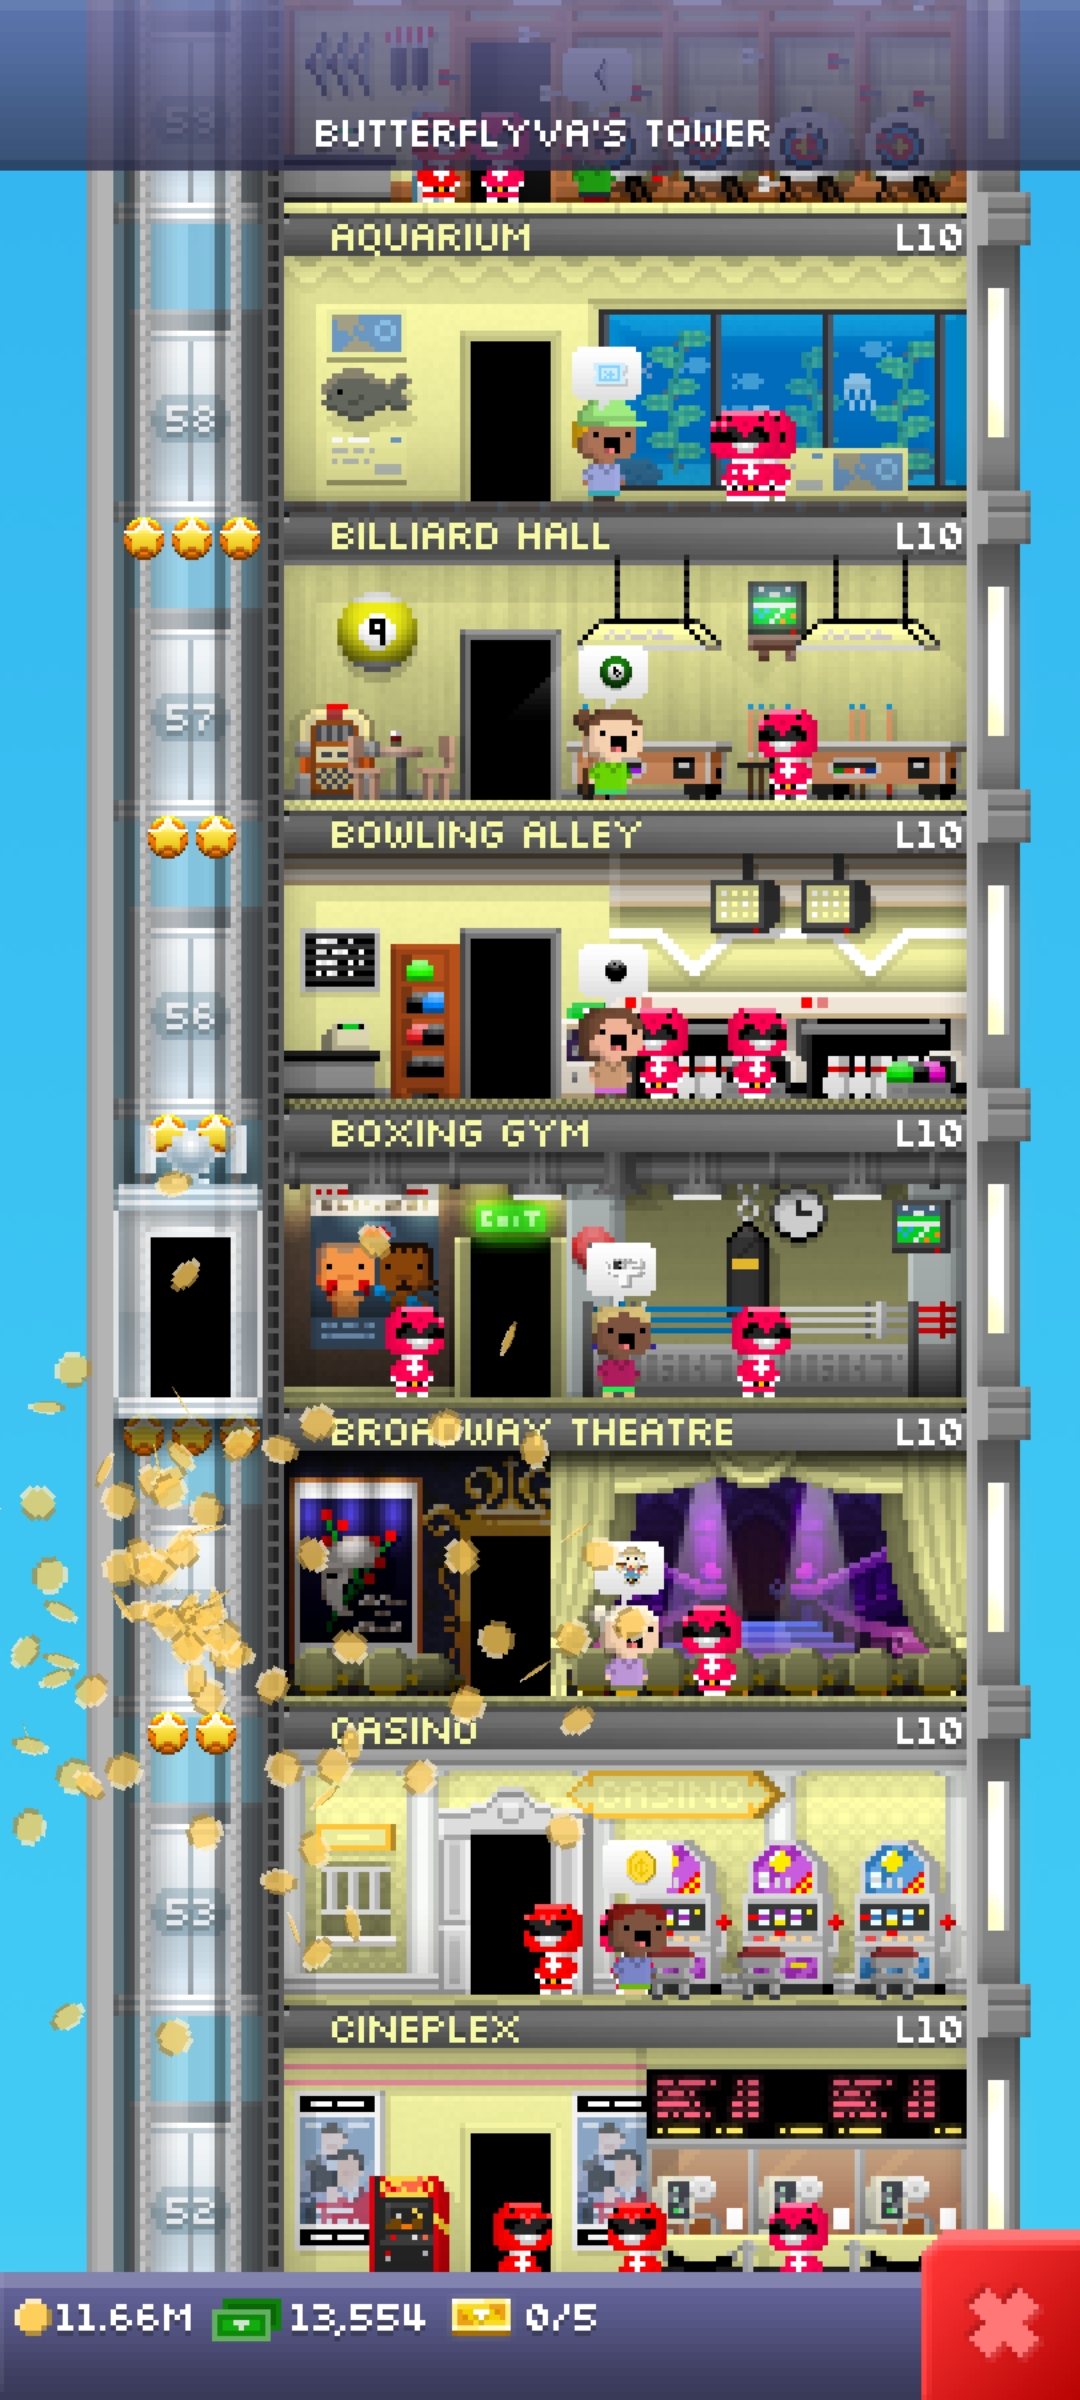 BUTTERFLYVA'S TOWER
AQUARIUM L10
58
BILLIARD HALL L10
9
57
BOWLING ALLEY L10
56
BOXING GYM L10
EXIT
BROADWAY THEATRE L10
CASINO L10
CASINO
53
CINEPLEX L10
52
11.66M 13,554 0/5